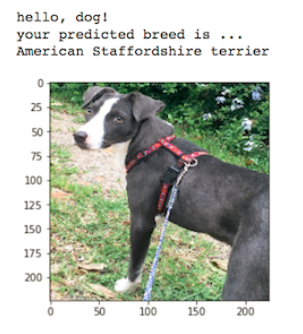 hello, dog!
your predicted breed is ...
American Staffordshire terrier
0
25
50
75
100
125
150
175
200
0 50 100 150 200